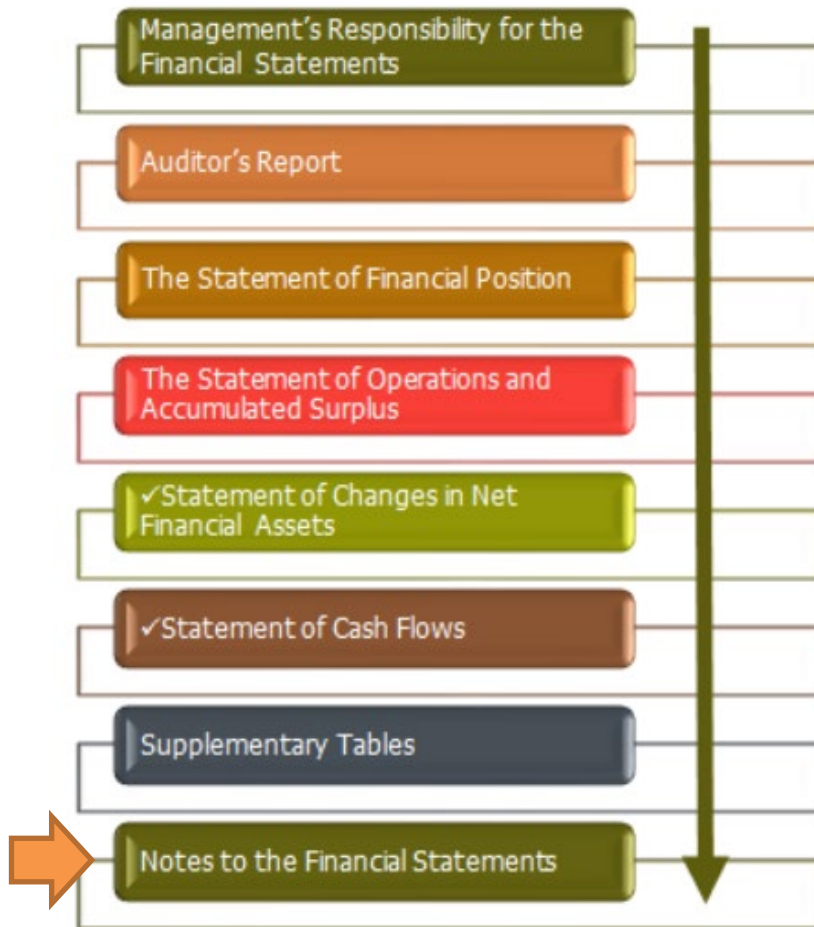 Management’s Responsibility for the
Financial Statements
Auditor’s Report
The Statement of Financial Position
The Statement of Operations and
Accumulated Surplus
✓Statement of Changes in Net
Financial Assets
✓Statement of Cash Flows
Supplementary Tables
Notes to the Financial Statements